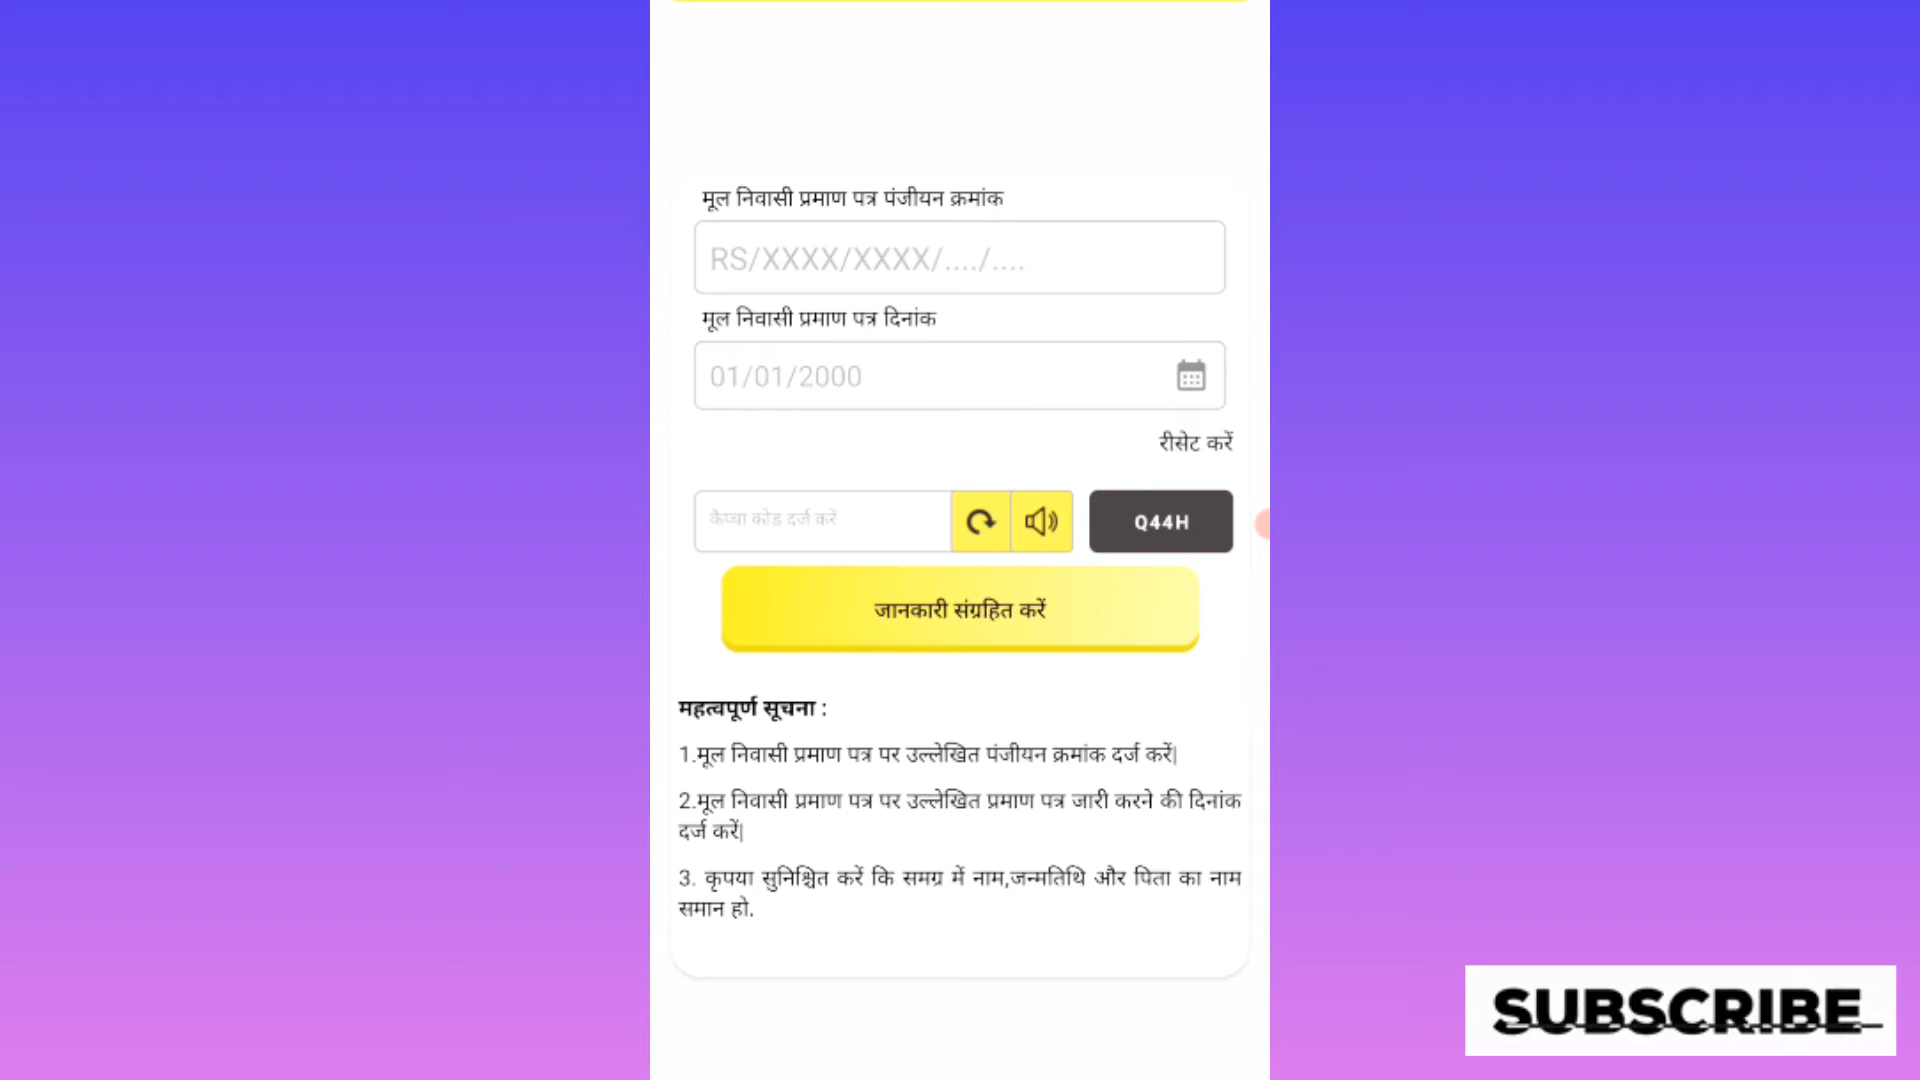 मूल निवासी प्रमाण पत्र पंजीयन क्रमांक
RS/XXXX/XXXX/..../....
मूल निवासी प्रमाण पत्र दिनांक
01/01/2000
रीसेट करें
कैप्चा कोड दर्ज करें
Q44H
जानकारी संग्रहित करें
महत्वपूर्ण सूचना :
1.मूल निवासी प्रमाण पत्र पर उल्लेखित पंजीयन क्रमांक दर्ज करें|
2.मूल निवासी प्रमाण पत्र पर उल्लेखित प्रमाण पत्र जारी करने की दिनांक
दर्ज करें|
3. कृपया सुनिश्चित करें कि समग्र में नाम,जन्मतिथि और पिता का नाम
समान हो.
SUBSCRIBE